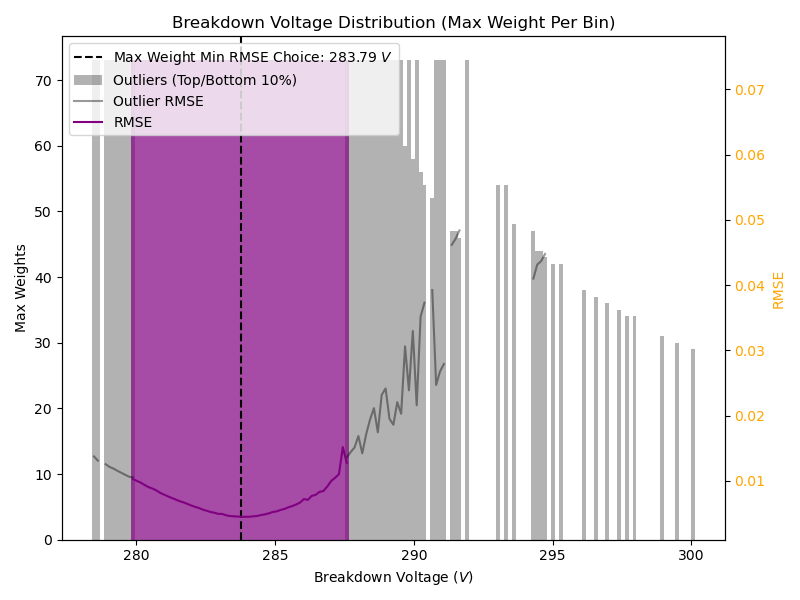 Breakdown Voltage Distribution (Max Weight Per Bin)
Max Weight Min RMSE Choice: 283.79 V
Outliers (Top/Bottom 10%)
Outlier RMSE
RMSE
70
60
50
40
30
20
10
0
Max Weights
0.07
0.06
0.05
0.04
0.03
0.02
0.01
RMSE
280 285 290 295 300
Breakdown Voltage (V)